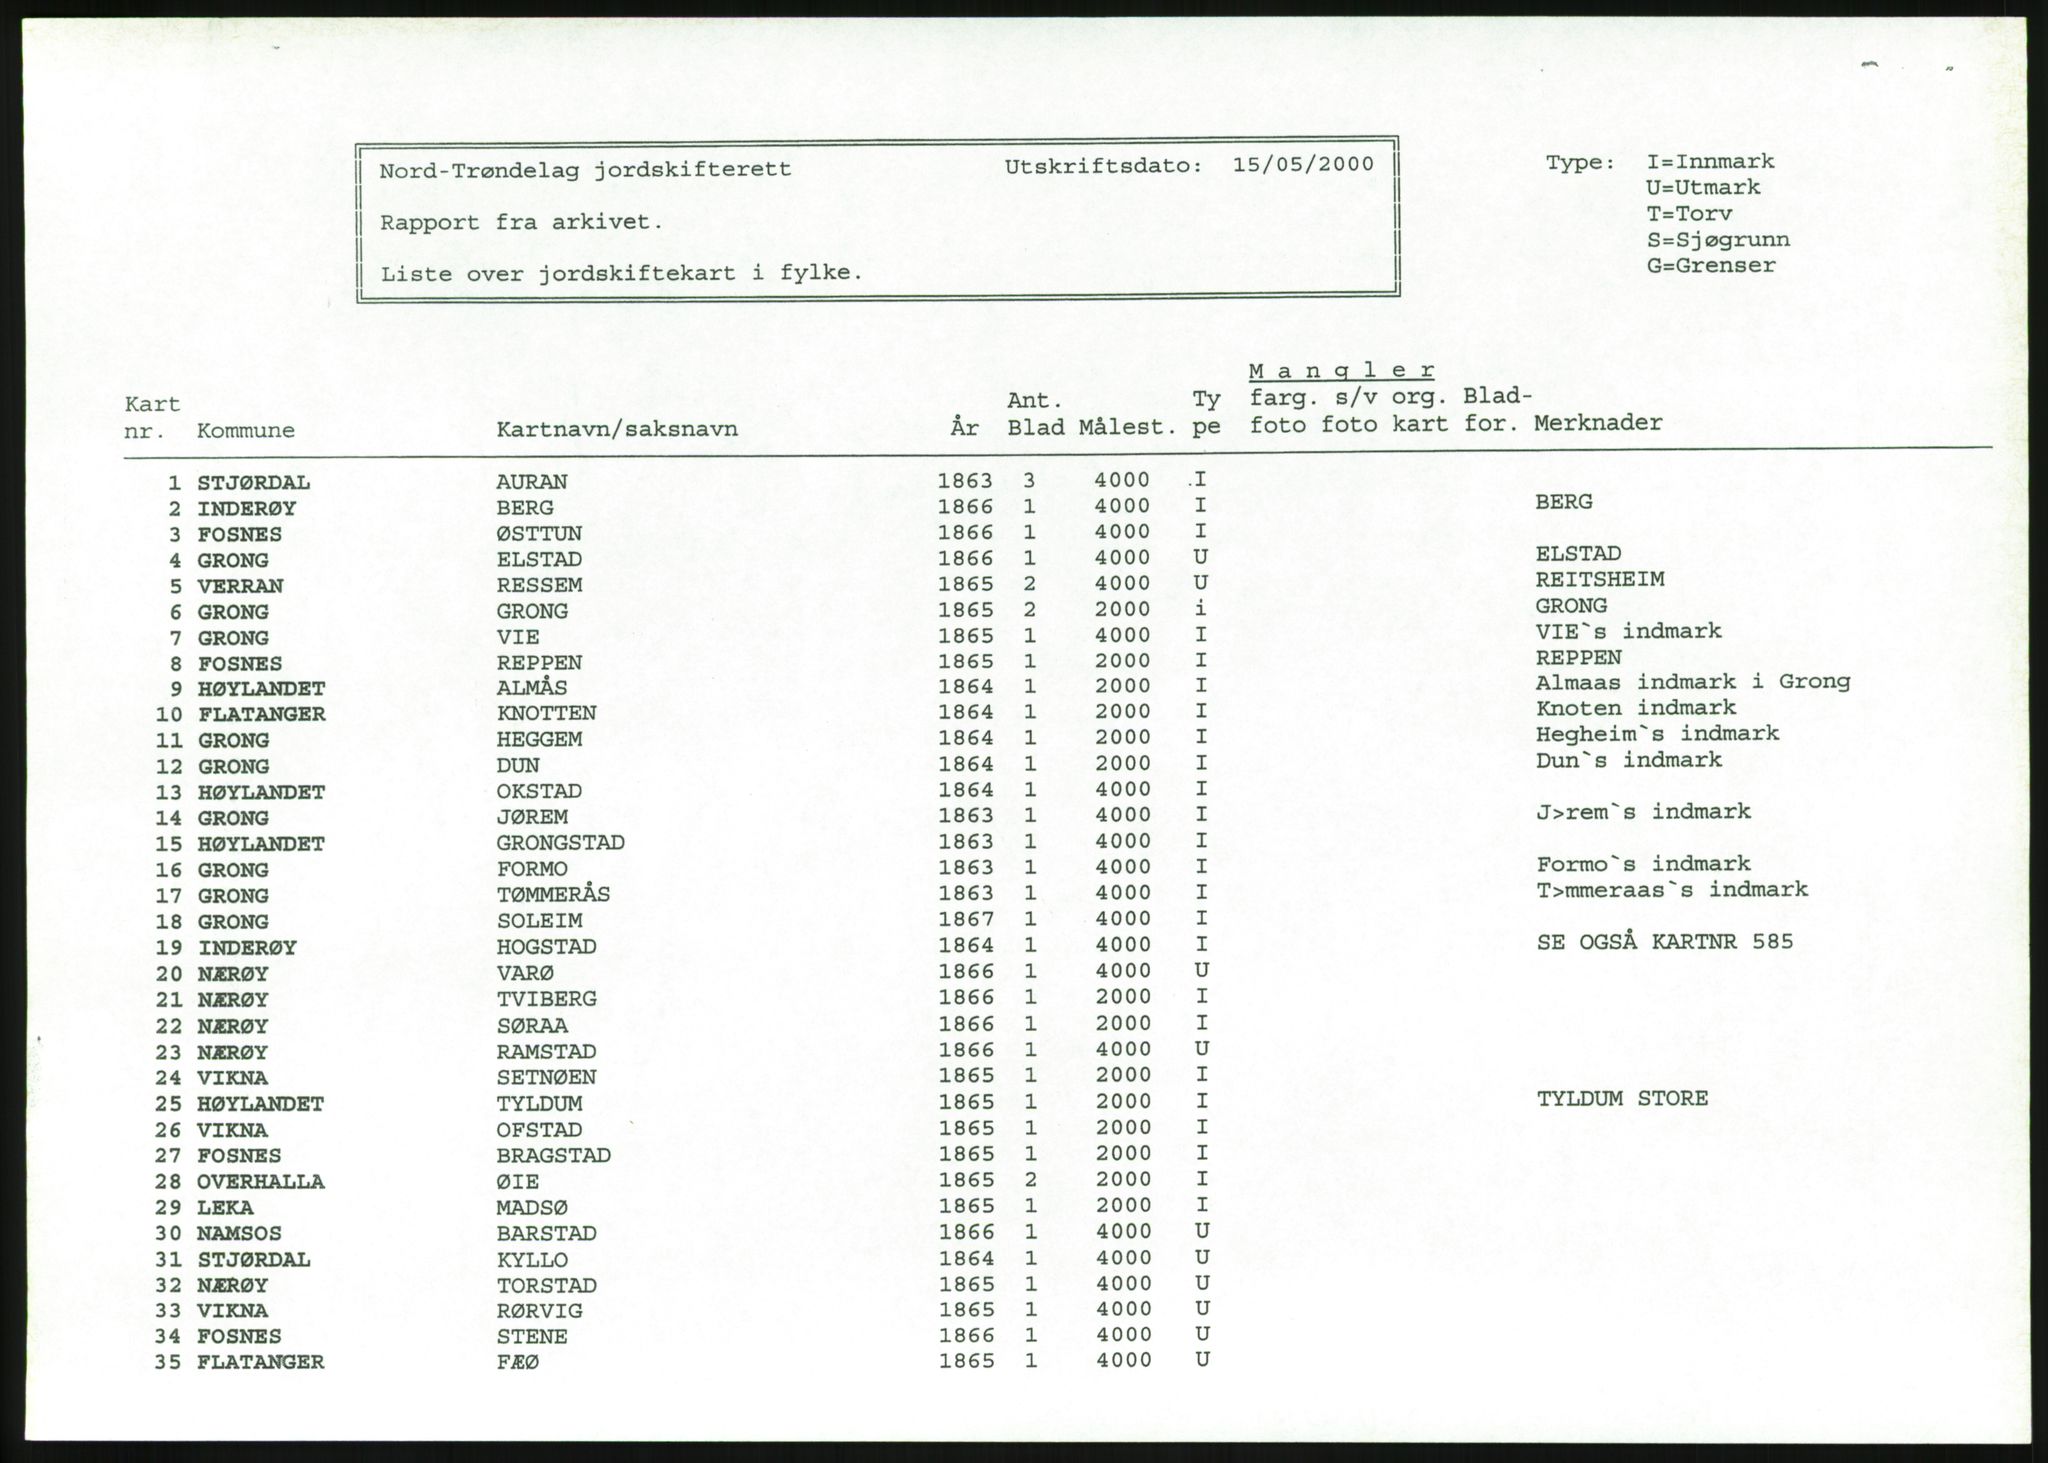 Nord-Trøndelag jordskifterett Utskriftsdato: 15/05/2000
Rapport fra arkivet.
Liste over jordskiftekart i fylke.
Type: I=Innmark
U=Utmark
T=Torv
S=Sjøgrunn
G=Grenser
M a n g l e r
Kart Ant. Ty farg. s/v org. Blad-
nr. Kommune Kartnavn/saksnavn År Blad Målest. pe foto foto kart for. Merknader
1 STJØRDAL AURAN 1863 3 4000 I
2 INDERØY BERG 1866 1 4000 I BERG
3 FOSNES ØSTTUN 1866 1 4000 I
4 GRONG ELSTAD 1866 1 4000 U ELSTAD
5 VERRAN RESSEM 1865 2 4000 U REITSHEIM
6 GRONG GRONG 1865 2 2000 i GRONG
7 GRONG VIE 1865 1 4000 I VIE`s indmark
8 FOSNES REPPEN 1865 1 2000 I REPPEN
9 HØYLANDET ALMÅS 1864 1 2000 I Almaas indmark i Grong
10 FLATANGER KNOTTEN 1864 1 2000 I Knoten indmark
11 GRONG HEGGEM 1864 1 2000 I Hegheim`s indmark
12 GRONG DUN 1864 1 2000 I Dun`s indmark
13 HØYLANDET OKSTAD 1864 1 4000 I
14 GRONG JØREM 1863 1 4000 I J>rem`s indmark
15 HØYLANDET GRONGSTAD 1863 1 4000 I
16 GRONG FORMO 1863 1 4000 I Formo`s indmark
17 GRONG TØMMERÅS 1863 1 4000 I T>mmeraas`s indmark
18 GRONG SOLEIM 1867 1 4000 I
19 INDERØY HOGSTAD 1864 1 4000 I SE OGSÅ KARTNR 585
20 NÆRØY VARØ 1866 1 4000 U
21 NÆRØY TVIBERG 1866 1 2000 I
22 NÆRØY SØRAA 1866 1 2000 I
23 NÆRØY RAMSTAD 1866 1 4000 U
24 VIKNA SETNØEN 1865 1 2000 I
25 HØYLANDET TYLDUM 1865 1 2000 I TYLDUM STORE
26 VIKNA OFSTAD 1865 1 2000 I
27 FOSNES BRAGSTAD 1865 1 2000 I
28 OVERHALLA ØIE 1865 2 2000 I
29 LEKA MADSØ 1865 1 2000 I
30 NAMSOS BARSTAD 1866 1 4000 U
31 STJØRDAL KYLLO 1864 1 4000 U
32 NÆRØY TORSTAD 1865 1 4000 U
33 VIKNA RØRVIG 1865 1 4000 U
34 FOSNES STENE 1866 1 4000 U
35 FLATANGER FÆØ 1865 1 4000 U